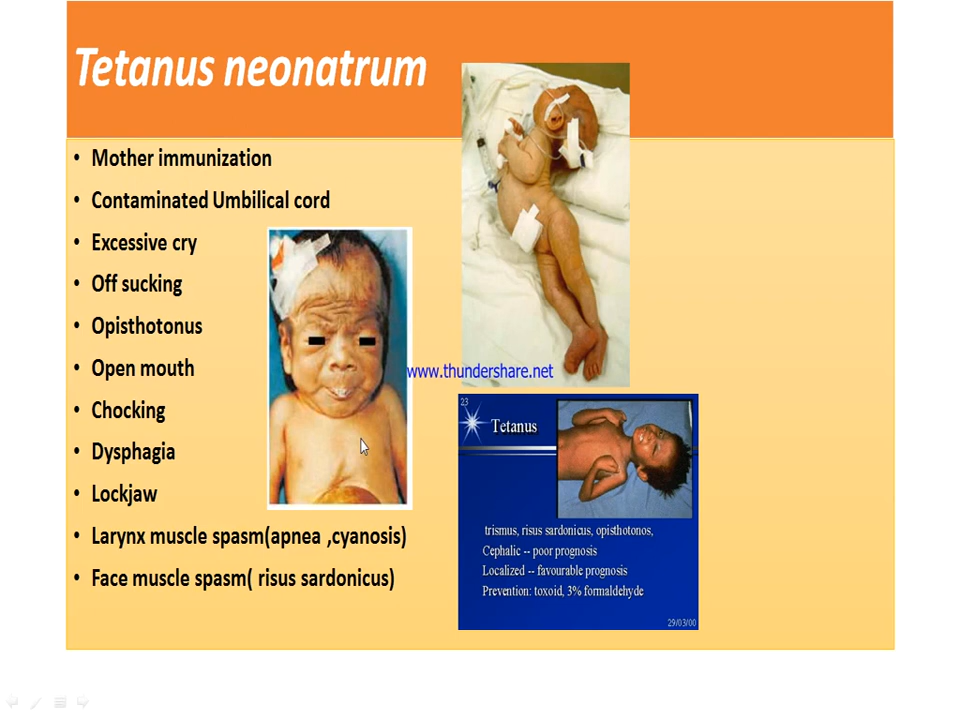 Tetanus neonatrum
• Mother immunization
• Contaminated Umbilical cord
• Excessive cry
• Off sucking
• Opisthotonus
• Open mouth
• Chocking
• Dysphagia
• Lockjaw
• Larynx muscle spasm(apnea ,cyanosis)
• Face muscle spasm( risus sardonicus)
www.thundershare.net
23
Tetanus
trismus, risus sardonicus, opisthotonos,
Cephalic -- poor prognosis
Localized -- favourable prognosis
Prevention: toxoid, 3% formaldehyde
29/03/00